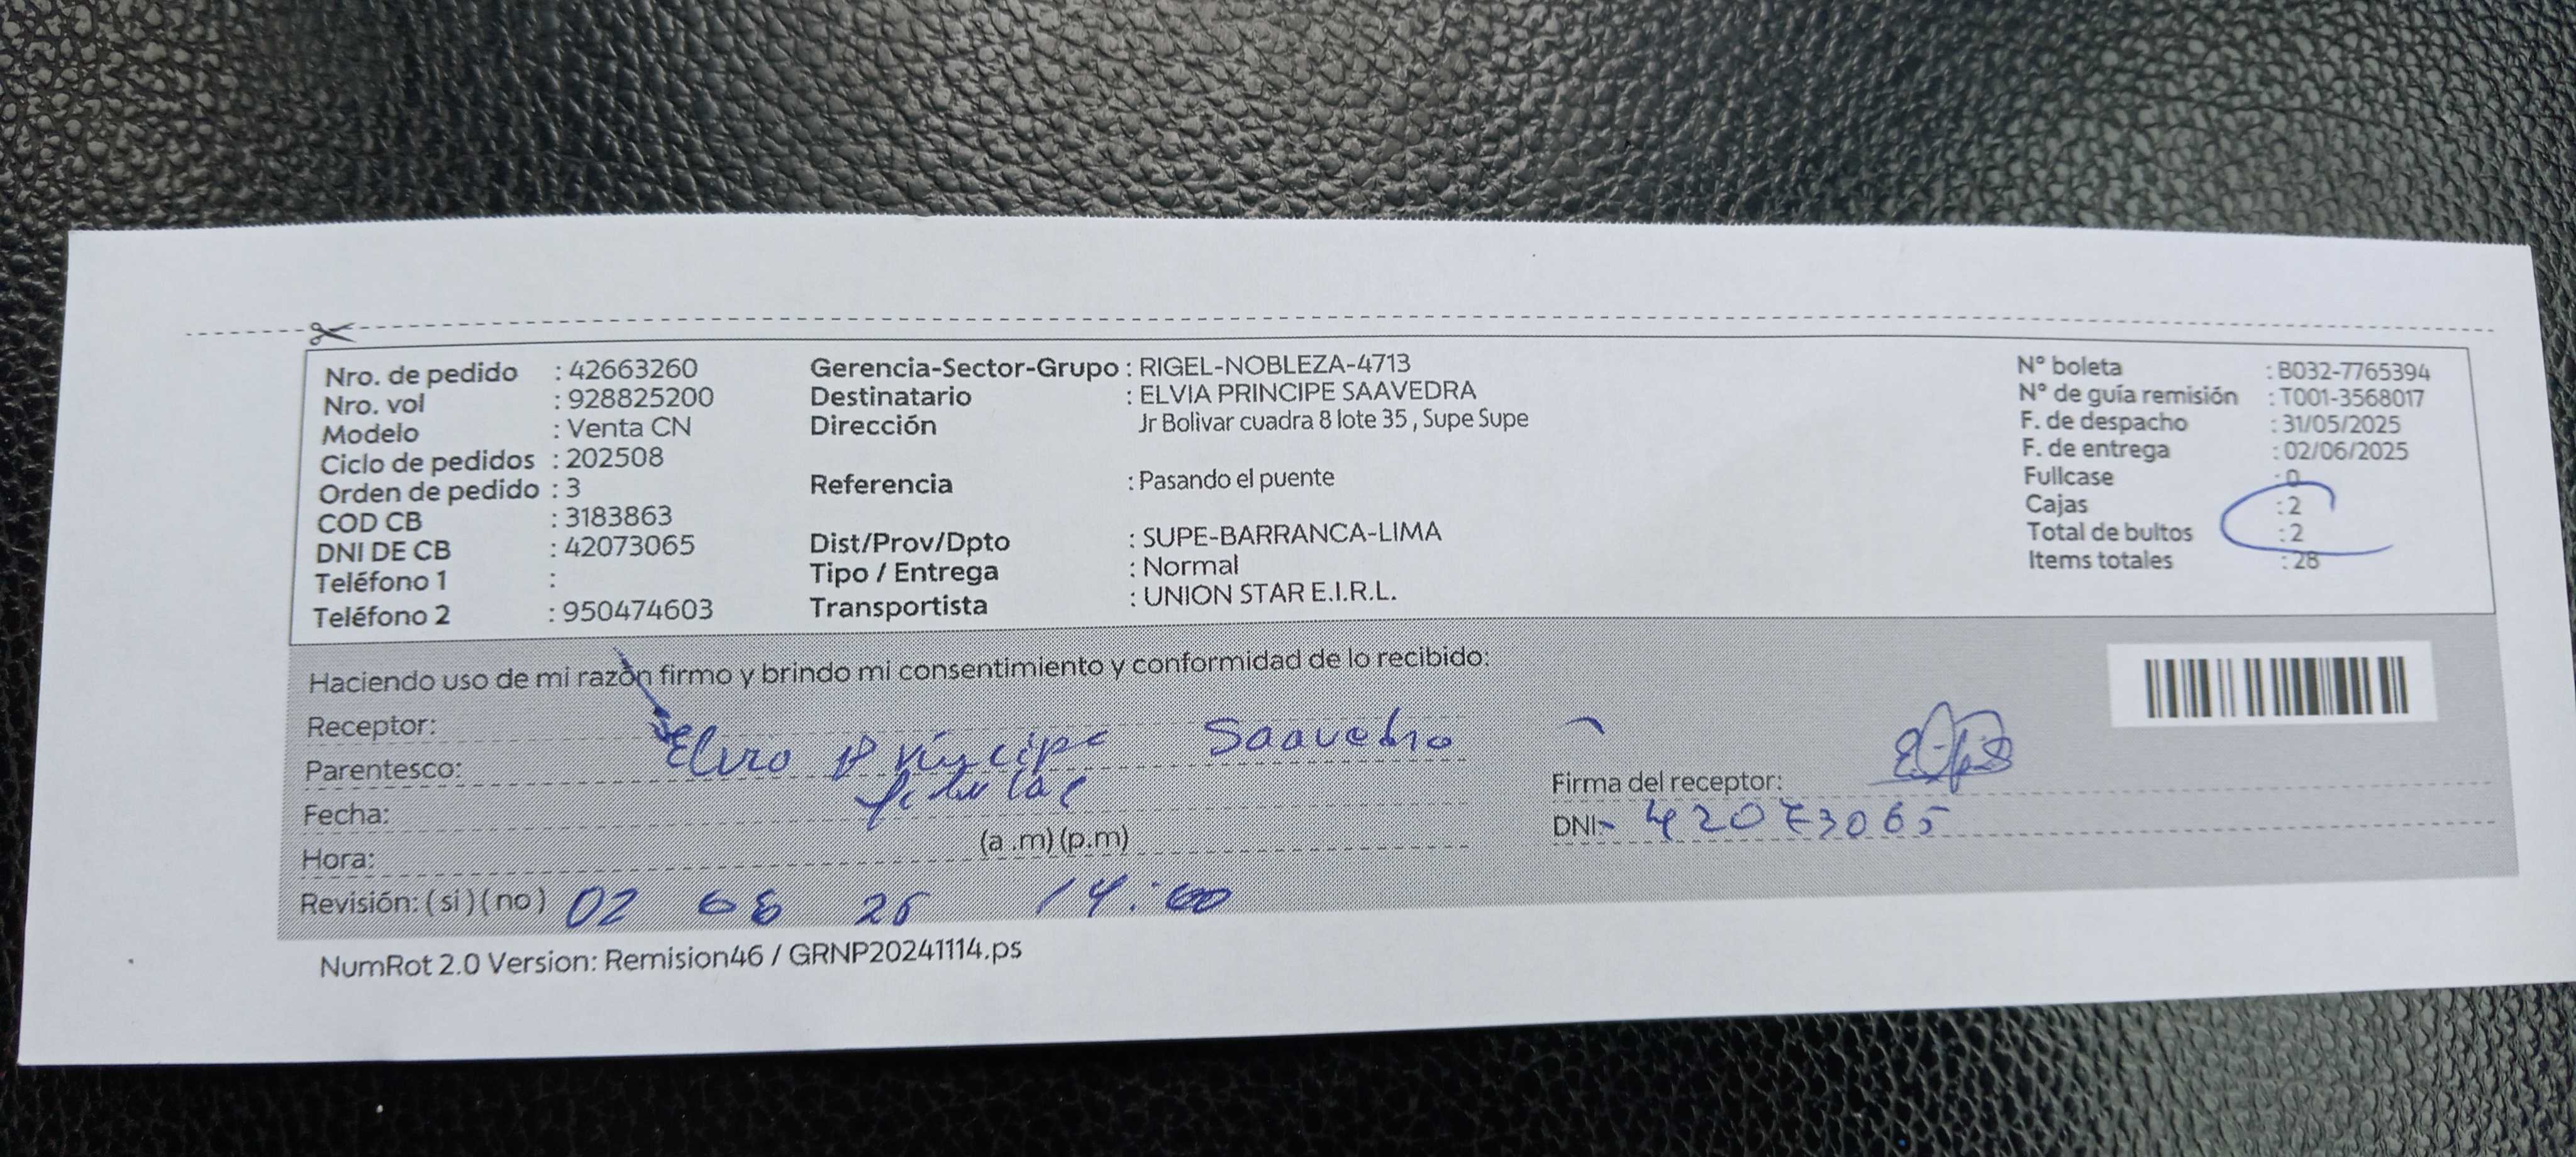 Nro. de pedido : 42663260
Nro. vol : 928825200
Modelo : Venta CN
Ciclo de pedidos : 202508
Orden de pedido : 3
COD CB : 3183863
DNI DE CB : 42073065
Teléfono 1 :
Teléfono 2 : 950474603
Gerencia-Sector-Grupo : RIGEL-NOBLEZA-4713
Destinatario : ELVIA PRINCIPE SAAVEDRA
Dirección Jr Bolivar cuadra 8 lote 35 , Supe Supe
Referencia : Pasando el puente
Dist/Prov/Dpto : SUPE-BARRANCA-LIMA
Tipo / Entrega : Normal
Transportista : UNION STAR E.I.R.L.
N° boleta : B032-7765394
N° de guía remisión : T001-3568017
F. de despacho : 31/05/2025
F. de entrega : 02/06/2025
Fullcase : 0
Cajas : 2
Total de bultos : 2
Items totales : 28
Haciendo uso de mi razón firmo y brindo mi consentimiento y conformidad de lo recibido:
Receptor: Principe Saavedra
Parentesco:
Fecha:
Hora: (a .m) (p.m)
Revisión: ( si ) ( no ) 02 06 25 14:00
Firma del receptor:
DNI- 42073065
NumRot 2.0 Version: Remision46 / GRNP20241114.ps